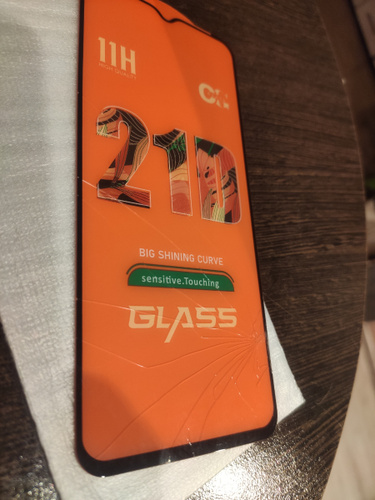 11H
21D
BIG SHINING CURVE
sensitive.Touching
GLASS